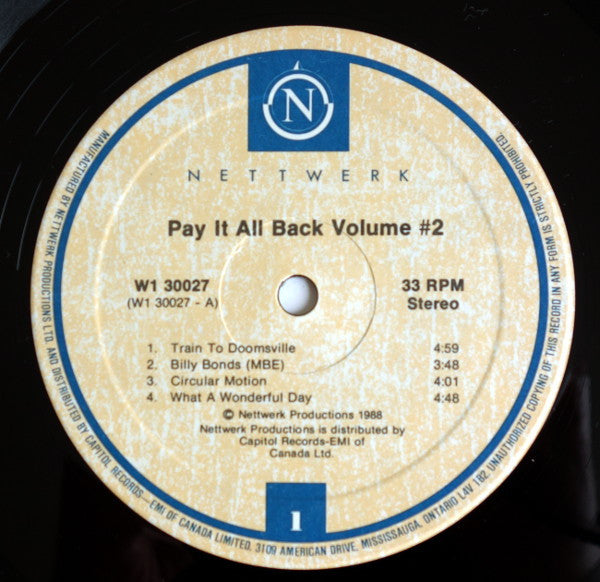 N
NETTWERK
Pay It All Back Volume #2
W1 30027
(W1 30027 - A)
33 RPM
Stereo
1. Train To Doomsville 4:59
2. Billy Bonds (MBE) 3:48
3. Circular Motion 4:01
4. What A Wonderful Day 4:48
© Nettwerk Productions 1988
Nettwerk Productions is distributed by
Capitol Records-EMI of
Canada Ltd.
1
MANUFACTURED BY NETTWERK PRODUCTIONS LTD. AND DISTRIBUTED BY CAPITOL RECORDS—EMI OF CANADA LIMITED, 3109 AMERICAN DRIVE, MISSISSAUGA, ONTARIO L4V 1B2. UNAUTHORIZED COPYING OF THIS RECORD IN ANY FORM IS STRICTLY PROHIBITED.